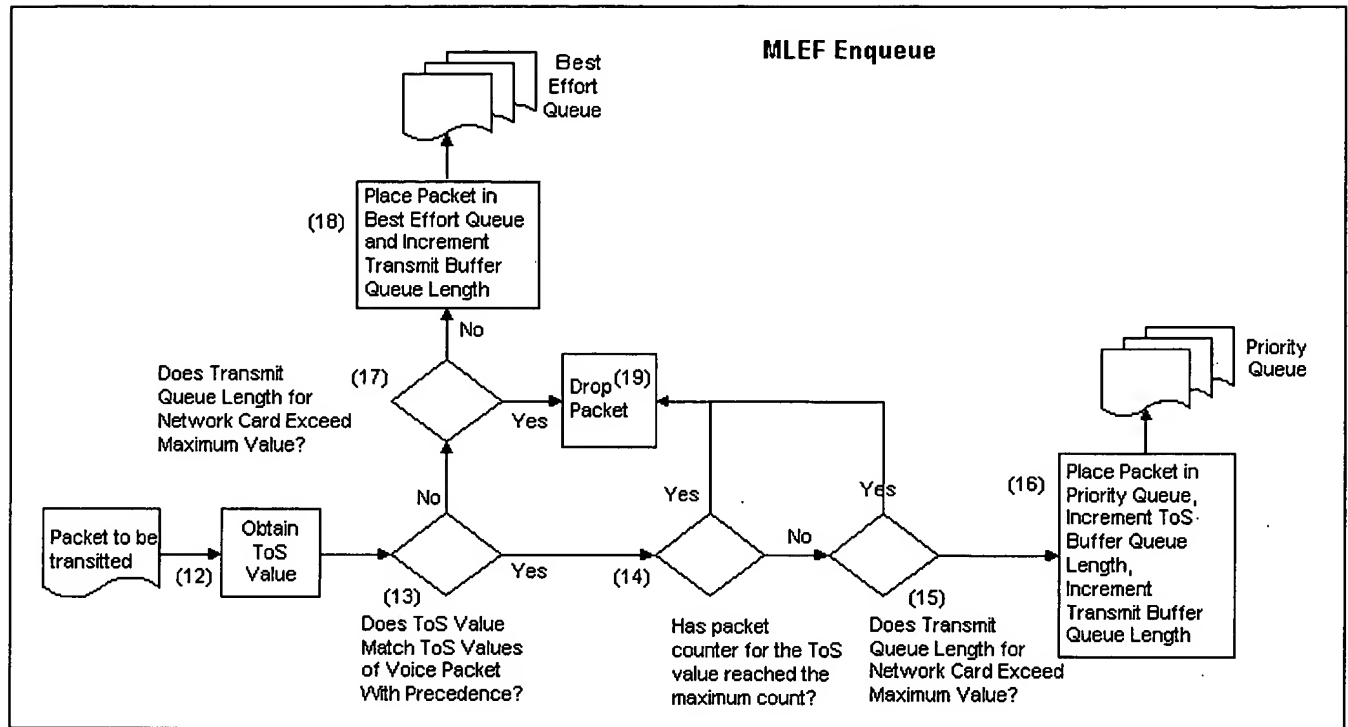 MLEF Enqueue
Best
Effort
Queue
(18)
Place Packet in
Best Effort Queue
and Increment
Transmit Buffer
Queue Length
No
Does Transmit
Queue Length for
Network Card Exceed
Maximum Value?
(17)
Yes
Drop (19)
Packet
Priority
Queue
No
Yes
Yes
(16)
Place Packet in
Priority Queue,
Increment ToS
Buffer Queue
Length,
Increment
Transmit Buffer
Queue Length
Packet to be
transitted
(12)
Obtain
ToS
Value
Yes
(14)
No
(13)
Does ToS Value
Match ToS Values
of Voice Packet
With Precedence?
Has packet
counter for the ToS
value reached the
maximum count?
(15)
Does Transmit
Queue Length for
Network Card Exceed
Maximum Value?